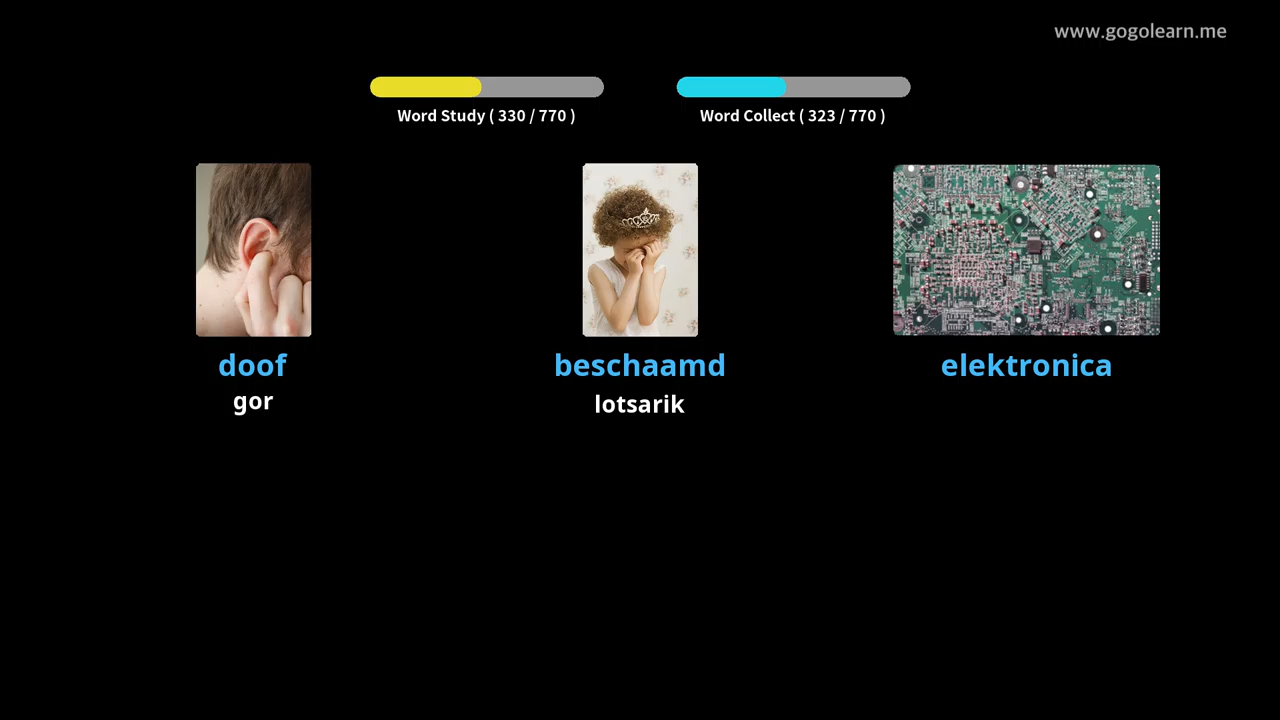 www.gogolearn.me
Word Study ( 330 / 770 )
Word Collect ( 323 / 770 )
doof
beschaamd
elektronica
gor
lotsarik